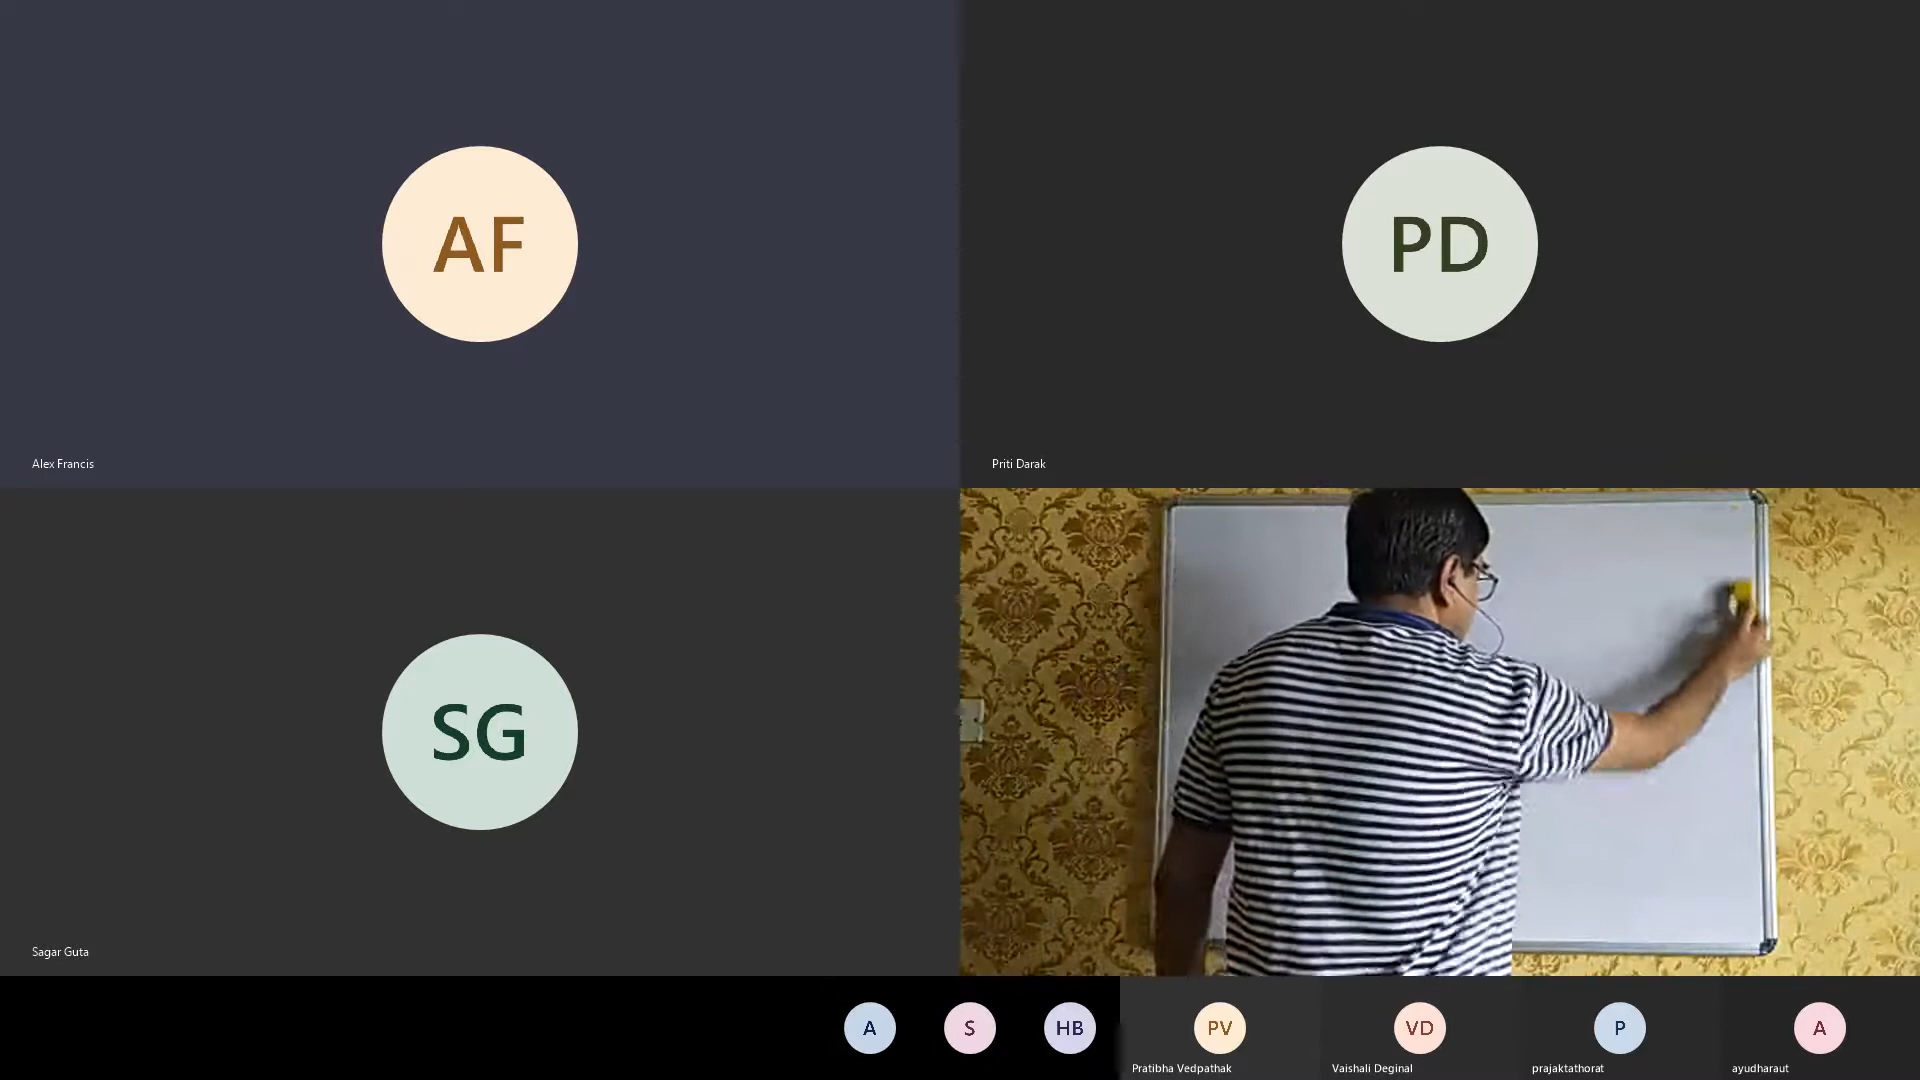 AF
Alex Francis
PD
Priti Darak
SG
Sagar Guta
A
S
HB
PV
Pratibha Vedpathak
VD
Vaishali Deginal
P
prajaktathorat
A
ayudharaut